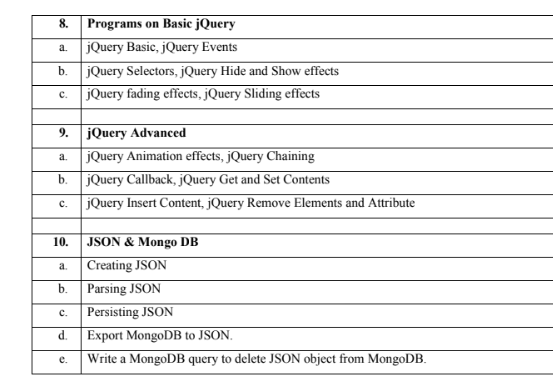 8. Programs on Basic jQuery
a. jQuery Basic, jQuery Events
b. jQuery Selectors, jQuery Hide and Show effects
c. jQuery fading effects, jQuery Sliding effects
9. jQuery Advanced
a. jQuery Animation effects, jQuery Chaining
b. jQuery Callback, jQuery Get and Set Contents
c. jQuery Insert Content, jQuery Remove Elements and Attribute
10. JSON & Mongo DB
a. Creating JSON
b. Parsing JSON
c. Persisting JSON
d. Export MongoDB to JSON.
e. Write a MongoDB query to delete JSON object from MongoDB.